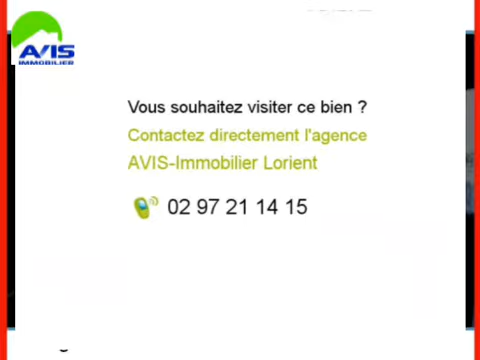 AVIS
IMMOBILIER
Vous souhaitez visiter ce bien ?
Contactez directement l'agence
AVIS-Immobilier Lorient
02 97 21 14 15